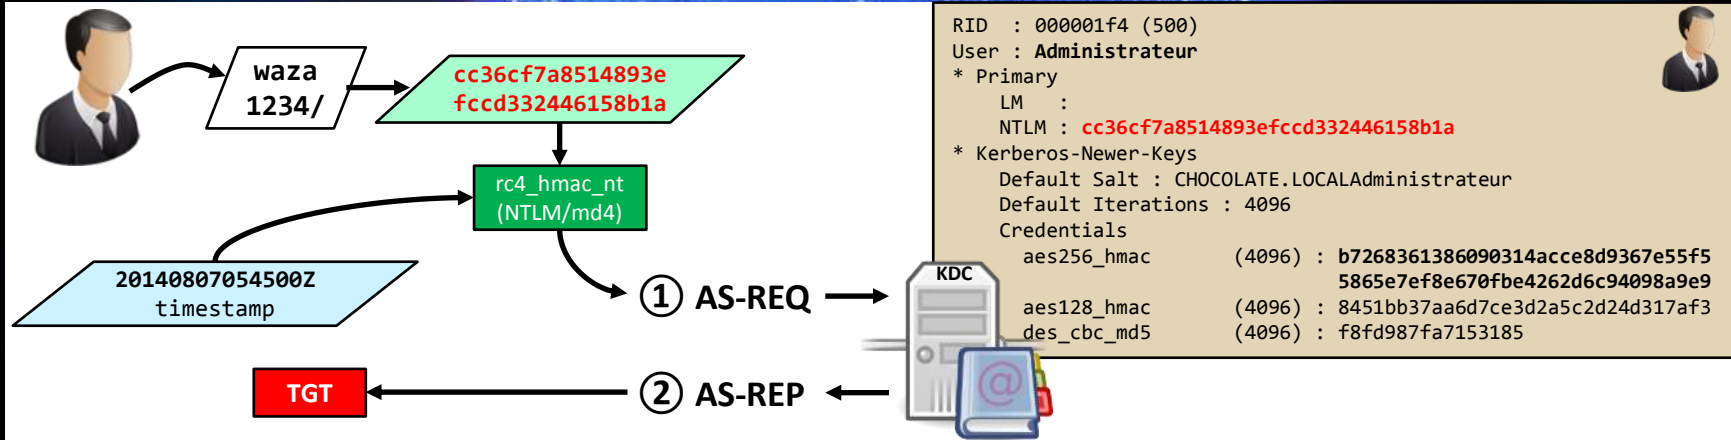 waza
1234/
cc36cf7a8514893e
fccd332446158b1a
rc4_hmac_nt
(NTLM/md4)
20140807054500Z
timestamp
① AS-REQ
KDC
② AS-REP
TGT
RID : 000001f4 (500)
User : Administrateur
* Primary
LM :
NTLM : cc36cf7a8514893efccd332446158b1a
* Kerberos-Newer-Keys
Default Salt : CHOCOLATE.LOCALAdministrateur
Default Iterations : 4096
Credentials
aes256_hmac (4096) : b7268361386090314acce8d9367e55f5
5865e7ef8e670fbe4262d6c94098a9e9
aes128_hmac (4096) : 8451bb37aa6d7ce3d2a5c2d24d317af3
des_cbc_md5 (4096) : f8fd987fa7153185
@